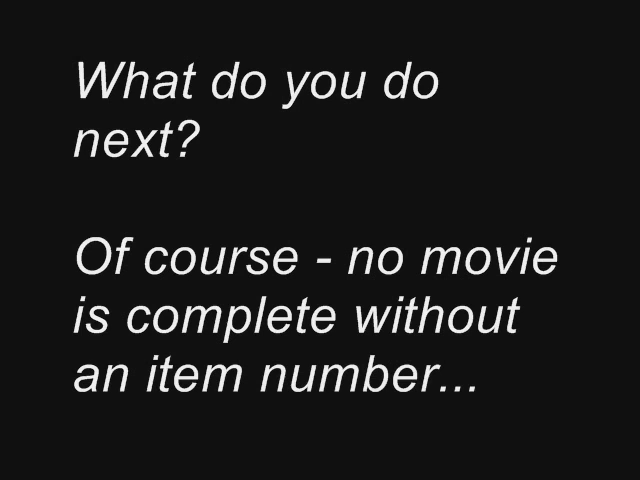 What do you do
next?
Of course - no movie
is complete without
an item number...